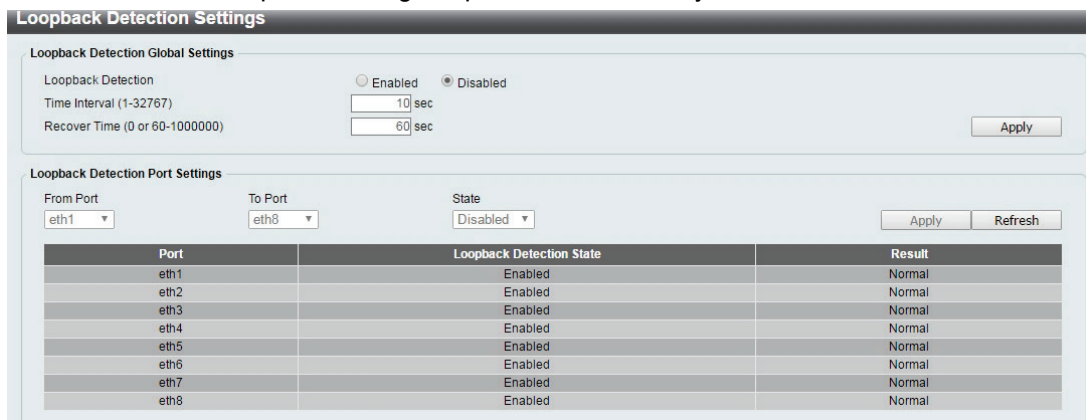 Loopback Detection Settings
Loopback Detection Global Settings
Loopback Detection Enabled Disabled
Time Interval (1-32767) 10 sec
Recover Time (0 or 60-1000000) 60 sec Apply
Loopback Detection Port Settings
From Port To Port State
eth1 eth8 Disabled Apply Refresh
Port Loopback Detection State Result
eth1 Enabled Normal
eth2 Enabled Normal
eth3 Enabled Normal
eth4 Enabled Normal
eth5 Enabled Normal
eth6 Enabled Normal
eth7 Enabled Normal
eth8 Enabled Normal